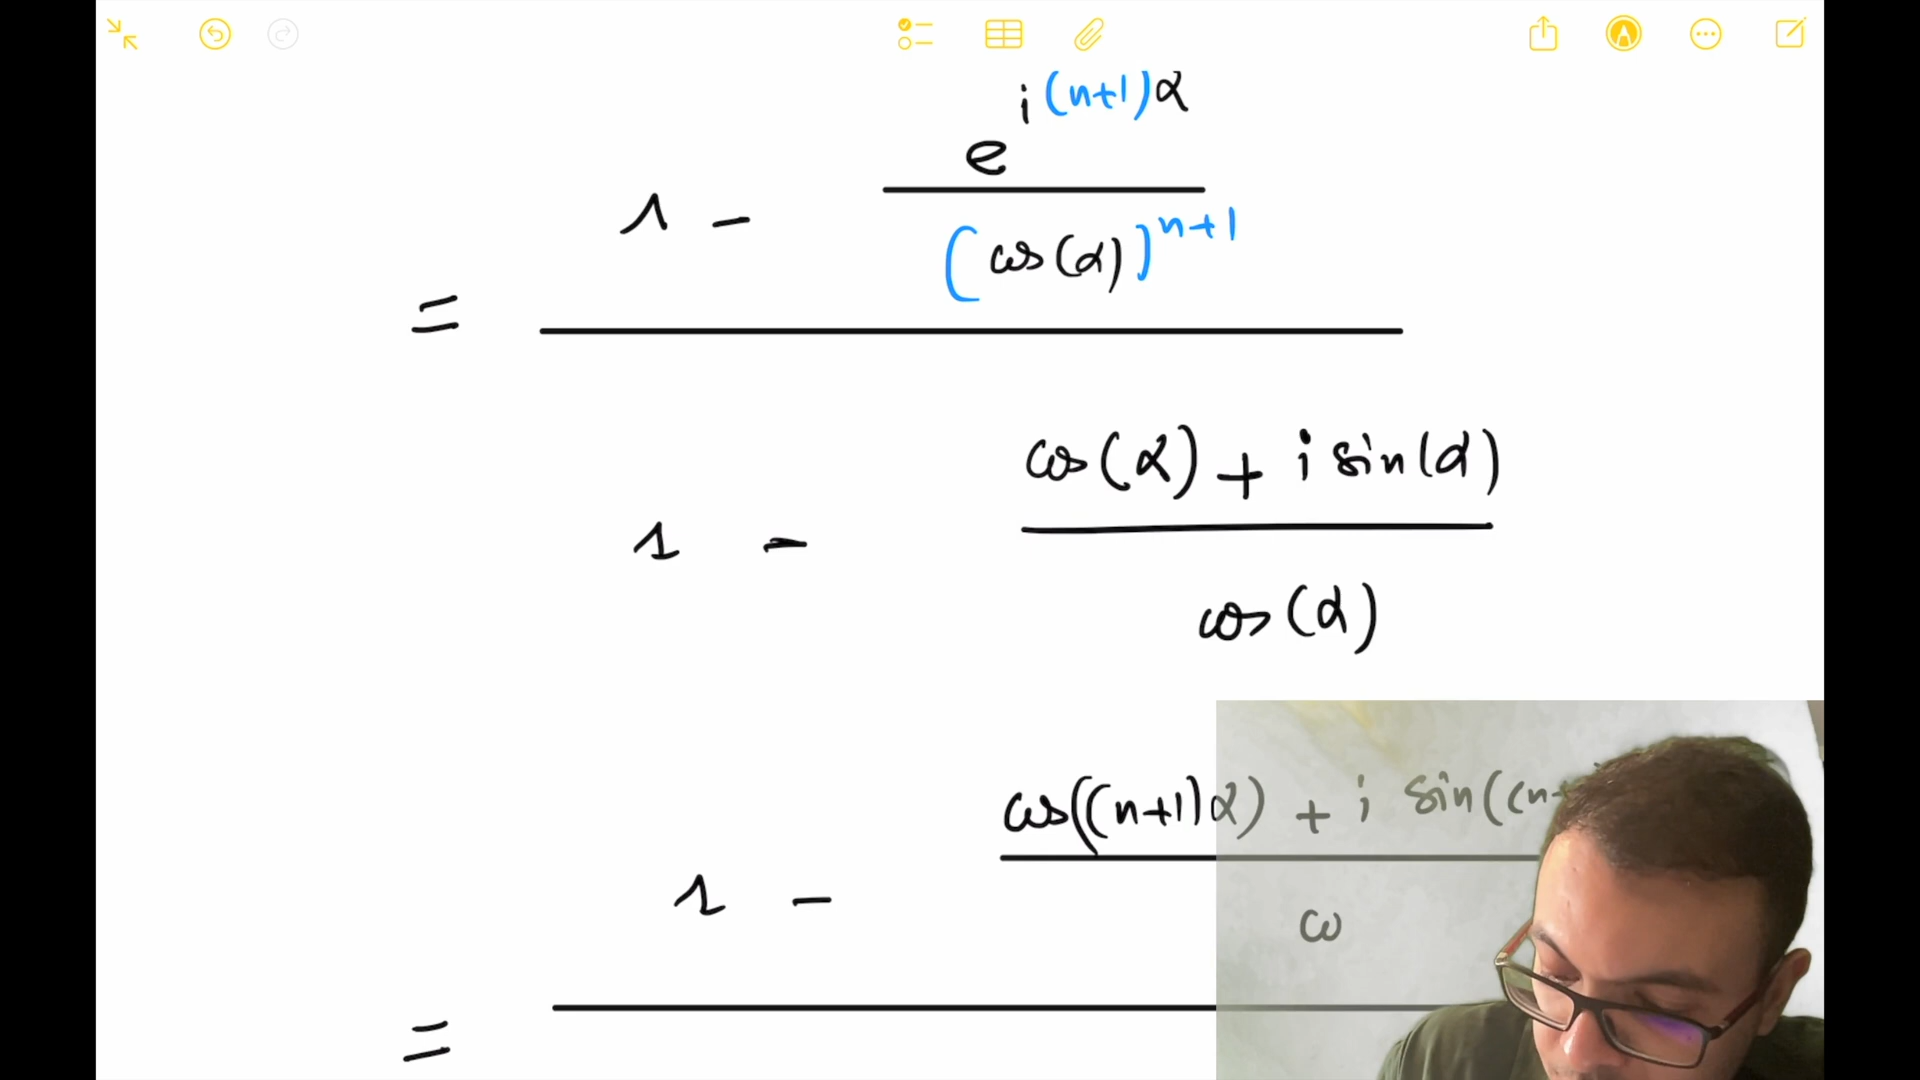 e^{i(n+1)α}
1 - ———
(cos(α))^{n+1}
= ———
1 - ———
cos(α) + i sin(α)
cos(α)
cos((n+1)α) + i sin((n+
1 - ———
co
= ———